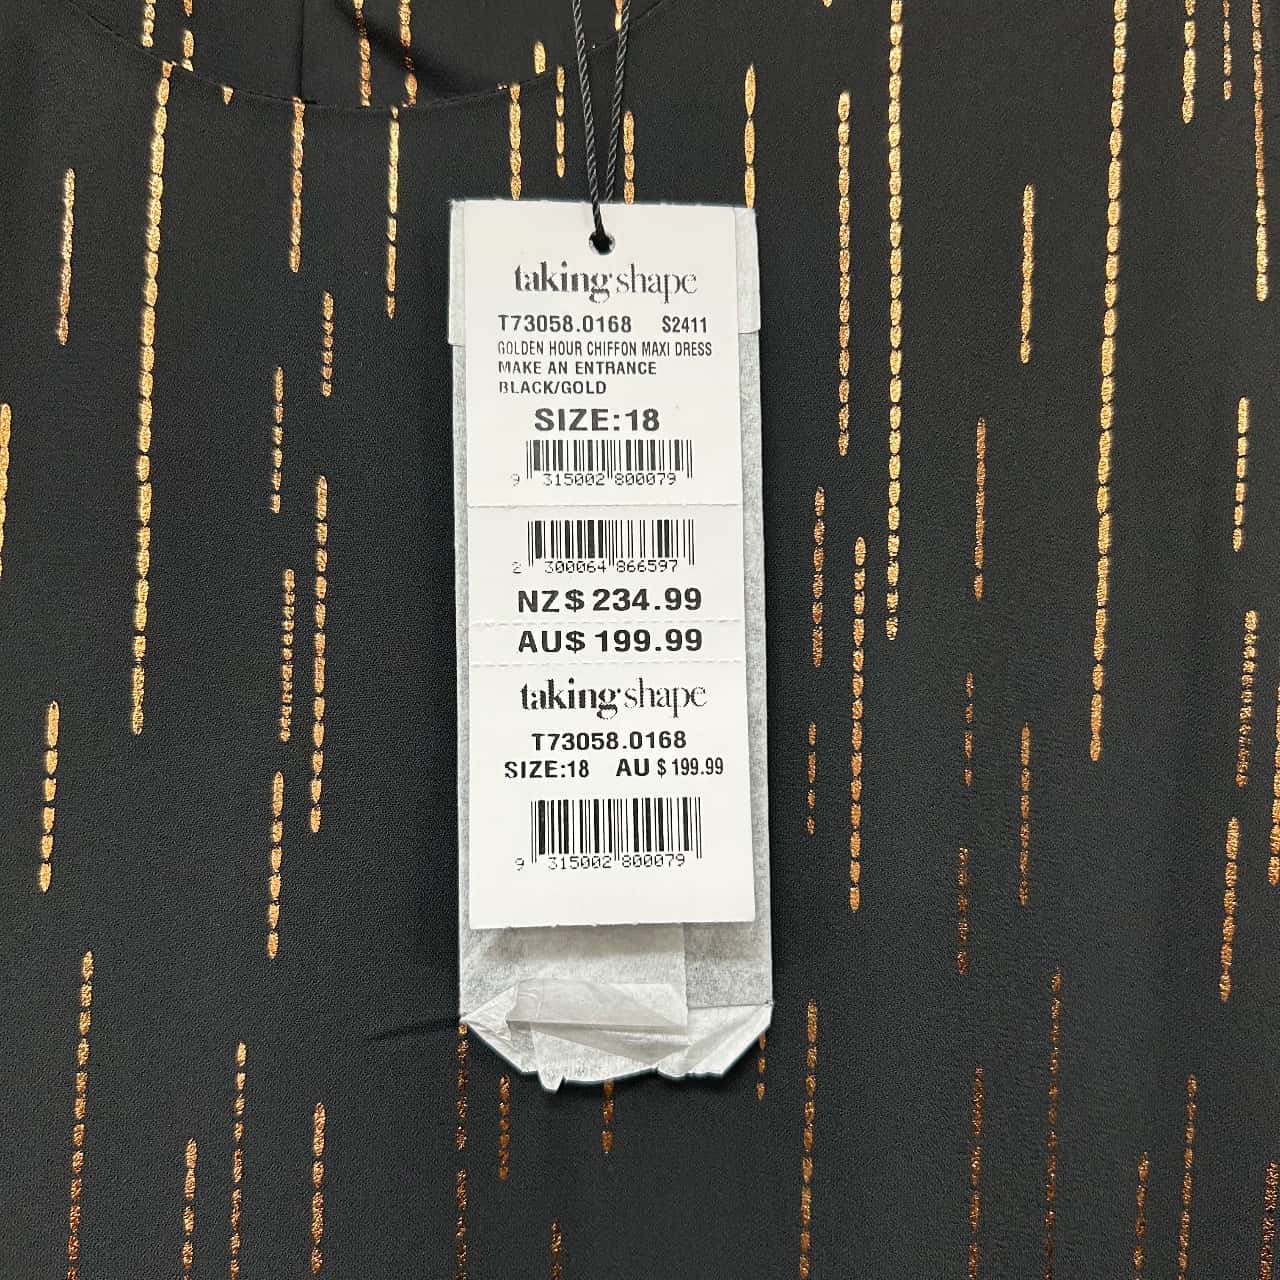 taking shape
T73058.0168 S2411
GOLDEN HOUR CHIFFON MAXI DRESS
MAKE AN ENTRANCE
BLACK/GOLD
SIZE:18
9 315002 800079
2 300064 866597
NZ$ 234.99
AU$ 199.99
taking shape
T73058.0168
SIZE:18 AU $ 199.99
9 315002 800079